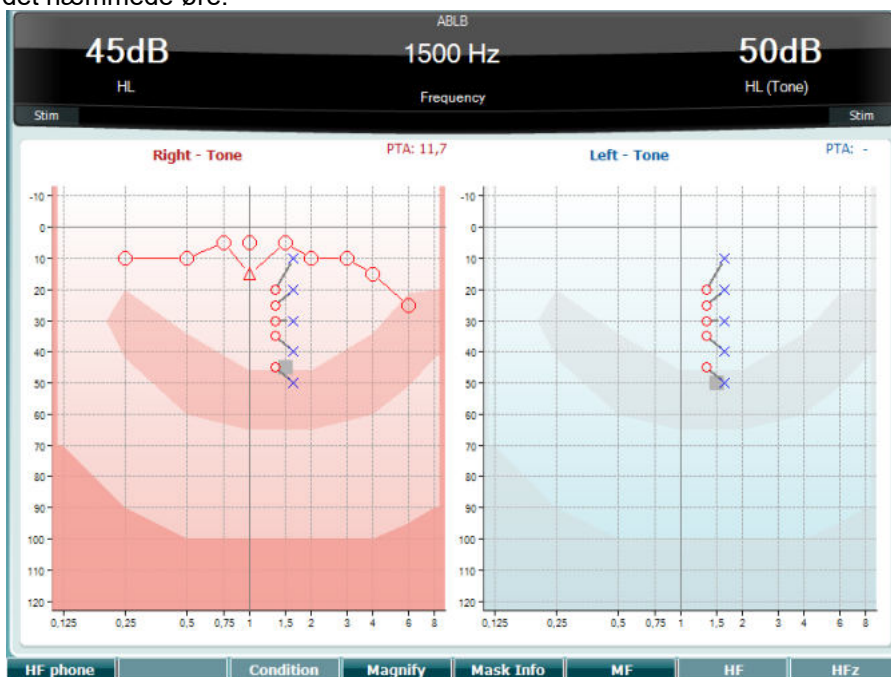 det hæmmede øre.
ABLB
45dB 1500 Hz 50dB
HL Frequency HL (Tone)
Stim Stim
Right - Tone PTA: 11,7 Left - Tone PTA: -
-10 -10
0 0
10 10
20 20
30 30
40 40
50 50
60 60
70 70
80 80
90 90
100 100
110 110
120 120
0,125 0,25 0,5 0,75 1 1,5 2 3 4 6 8 0,125 0,25 0,5 0,75 1 1,5 2 3 4 6 8
HF phone Condition Magnify Mask Info MF HF HFz